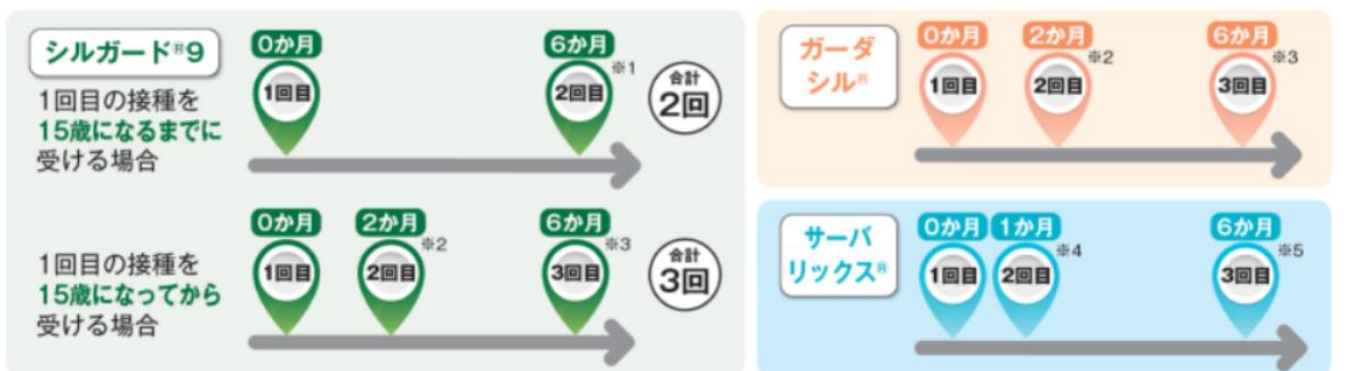 シルガード®9
1回目の接種を
15歳になるまでに
受ける場合
0か月
1回目
6か月
※1
2回目
合計
2回
1回目の接種を
15歳になってから
受ける場合
0か月
1回目
2か月
※2
2回目
6か月
※3
3回目
合計
3回
ガーダ
シル®
0か月
1回目
2か月
※2
2回目
6か月
※3
3回目
サーバ
リックス®
0か月
1回目
1か月
※4
2回目
6か月
※5
3回目